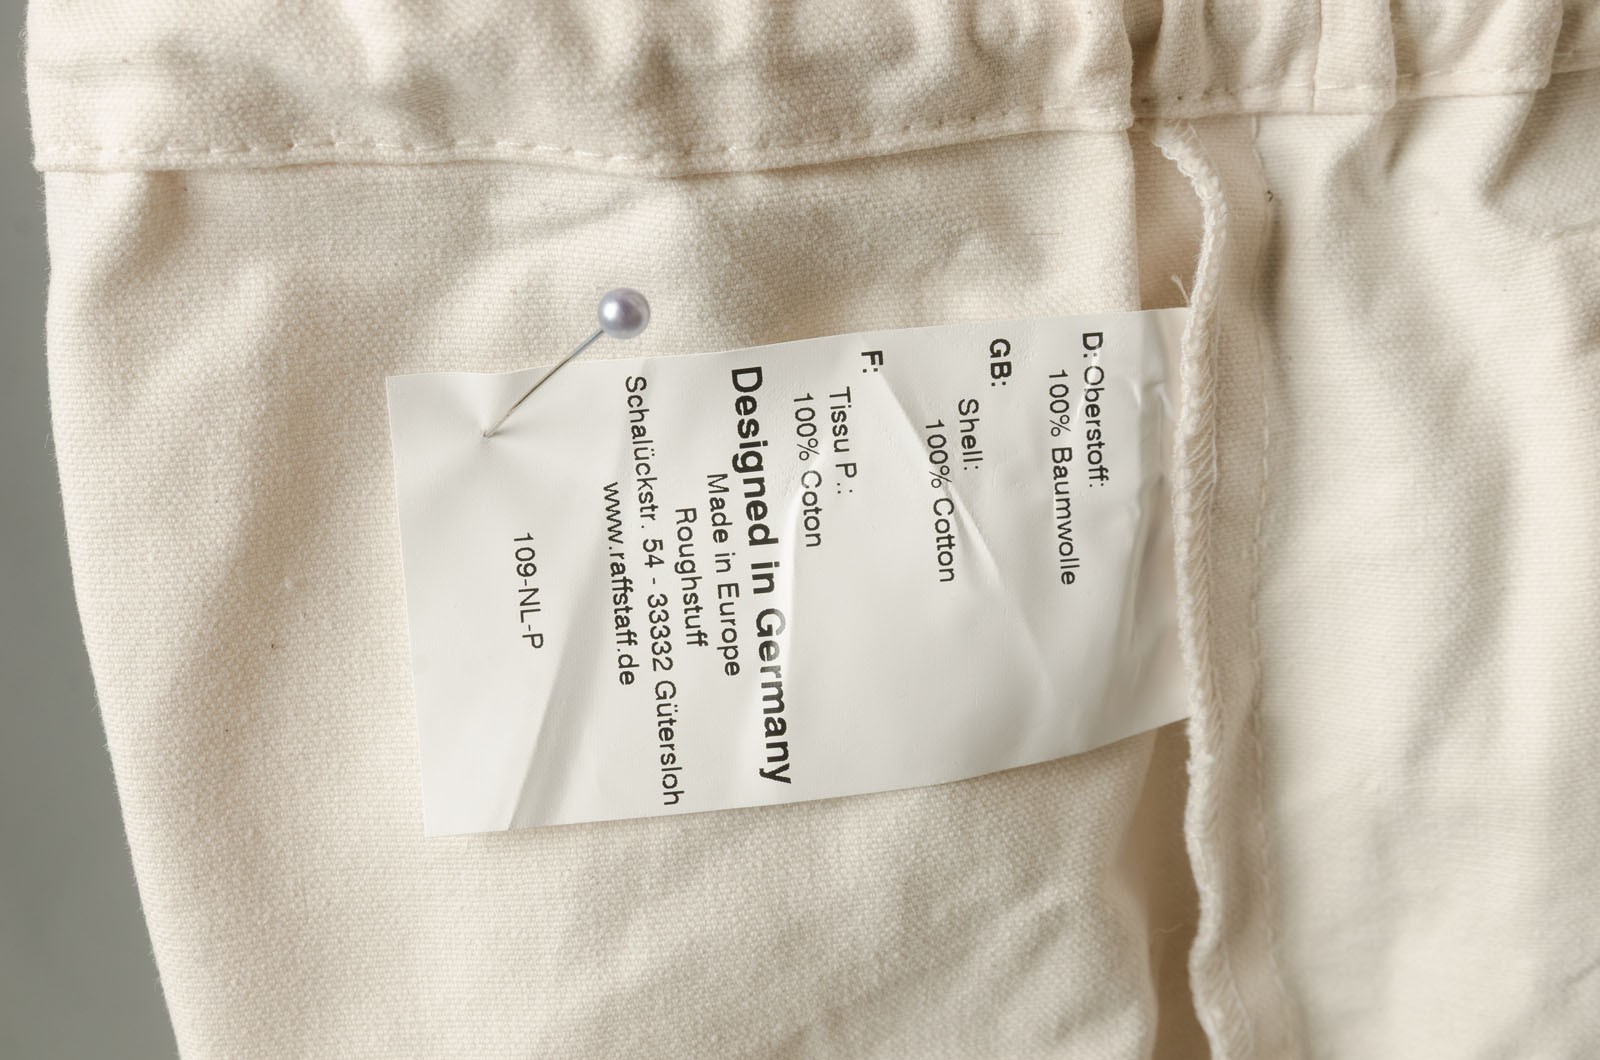 D: Oberstoff:
100% Baumwolle
GB:
Shell:
100% Cotton
F:
Tissu P.:
100% Coton
Designed in Germany
Made in Europe
Roughstuff
Schalückstr. 54 - 33332 Gütersloh
www.raffstaff.de
109-NL-P